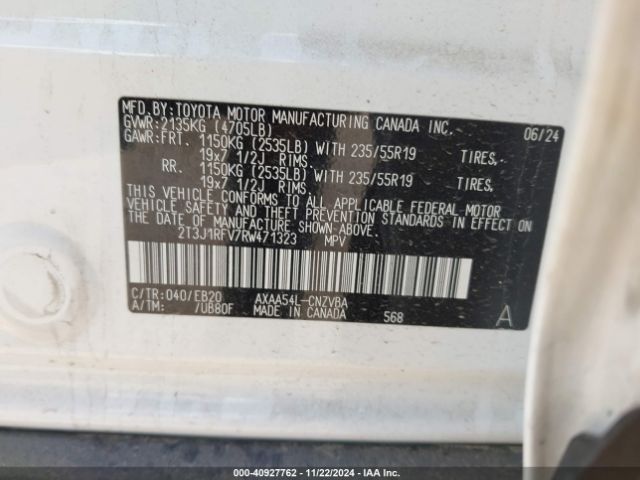 MFD.BY:TOYOTA MOTOR MANUFACTURING CANADA INC. 06/24
GVWR:2135KG (4705LB)
GAWR:FRT. 1150KG (2535LB) WITH 235/55R19 TIRES,
19x7 1/2J RIMS,
RR. 1150KG (2535LB) WITH 235/55R19 TIRES,
19x7 1/2J RIMS,
THIS VEHICLE CONFORMS TO ALL APPLICABLE FEDERAL MOTOR
VEHICLE SAFETY AND THEFT PREVENTION STANDARDS IN EFFECT
ON THE DATE OF MANUFACTURE SHOWN ABOVE.
2T3J1RFV7RW471323 MPV
C/TR:040/EB20 AXAA54L-CNZVBA
A/TM: /UB80F MADE IN CANADA 568 A
000-40927762 - 11/22/2024 - IAA Inc.